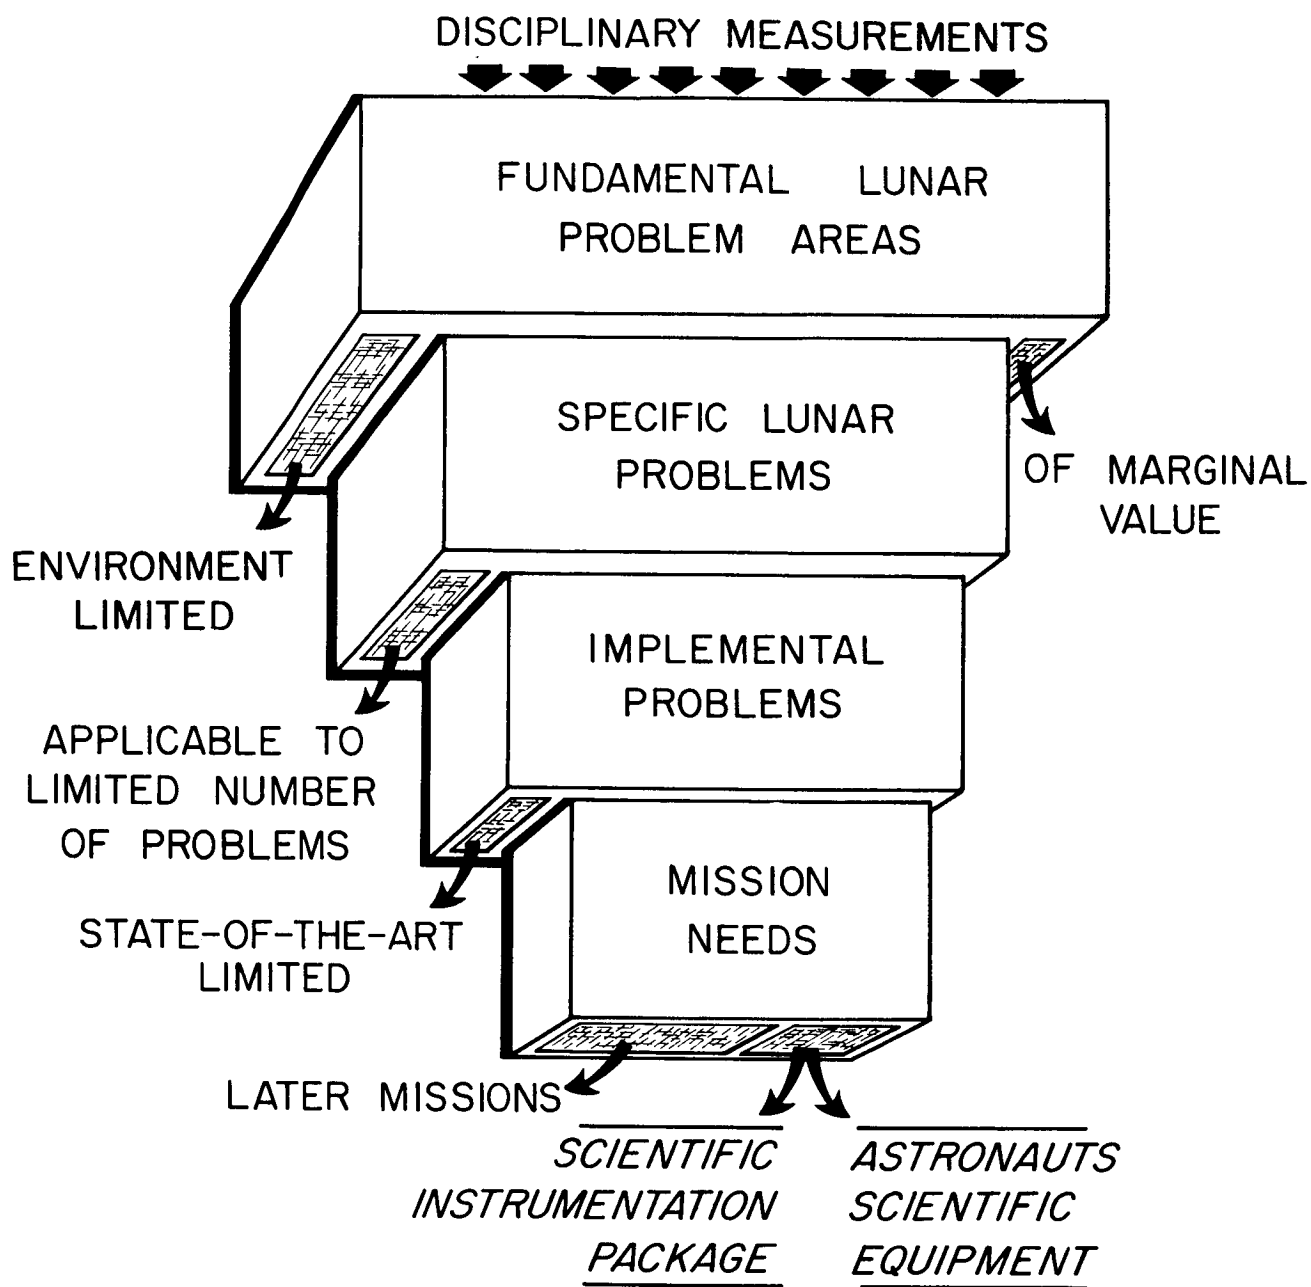 DISCIPLINARY MEASUREMENTS
FUNDAMENTAL LUNAR
PROBLEM AREAS
SPECIFIC LUNAR
PROBLEMS
OF MARGINAL
VALUE
ENVIRONMENT
LIMITED
IMPLEMENTAL
PROBLEMS
APPLICABLE TO
LIMITED NUMBER
OF PROBLEMS
MISSION
NEEDS
STATE-OF-THE-ART
LIMITED
LATER MISSIONS
SCIENTIFIC
INSTRUMENTATION
PACKAGE
ASTRONAUTS
SCIENTIFIC
EQUIPMENT